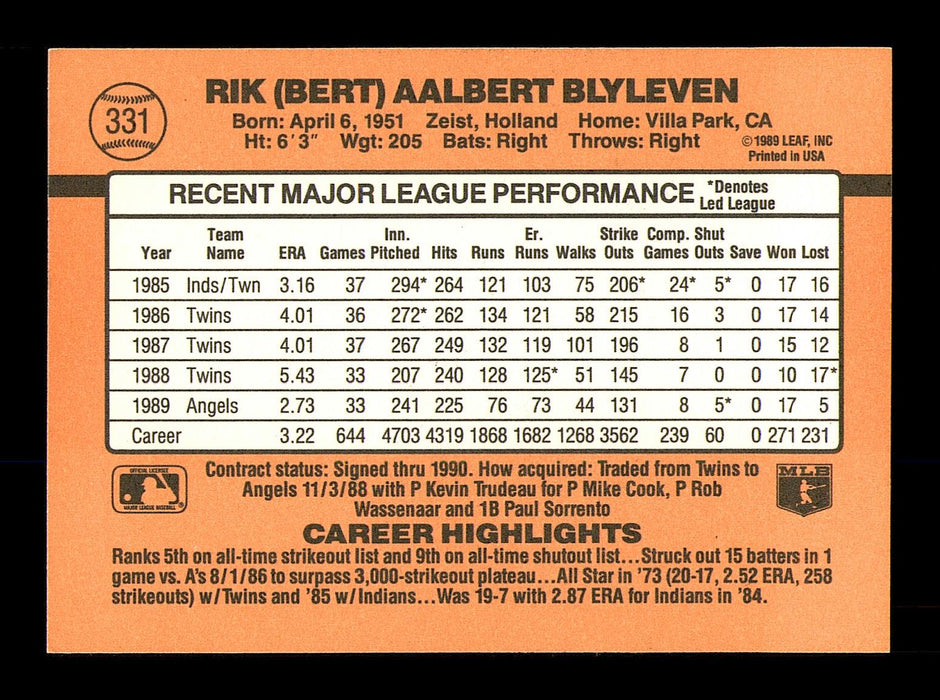 331
RIK (BERT) AALBERT BLYLEVEN
Born: April 6, 1951 Zeist, Holland Home: Villa Park, CA
Ht: 6'3" Wgt: 205 Bats: Right Throws: Right
©1989 LEAF, INC
Printed in USA
RECENT MAJOR LEAGUE PERFORMANCE *Denotes Led League
Year Team Name ERA Games Inn. Pitched Hits Runs Er. Runs Walks Strike Outs Comp. Games Shut Outs Save Won Lost
1985 Inds/Twn 3.16 37 294* 264 121 103 75 206* 24* 5* 0 17 16
1986 Twins 4.01 36 272* 262 134 121 58 215 16 3 0 17 14
1987 Twins 4.01 37 267 249 132 119 101 196 8 1 0 15 12
1988 Twins 5.43 33 207 240 128 125* 51 145 7 0 0 10 17*
1989 Angels 2.73 33 241 225 76 73 44 131 8 5* 0 17 5
Career 3.22 644 4703 4319 1868 1682 1268 3562 239 60 0 271 231
OFFICIAL LICENSEE
MAJOR LEAGUE BASEBALL
Contract status: Signed thru 1990. How acquired: Traded from Twins to
Angels 11/3/88 with P Kevin Trudeau for P Mike Cook, P Rob
Wassenaar and 1B Paul Sorrento
MLB
CAREER HIGHLIGHTS
Ranks 5th on all-time strikeout list and 9th on all-time shutout list...Struck out 15 batters in 1
game vs. A's 8/1/86 to surpass 3,000-strikeout plateau...All Star in '73 (20-17, 2.52 ERA, 258
strikeouts) w/Twins and '85 w/Indians...Was 19-7 with 2.87 ERA for Indians in '84.